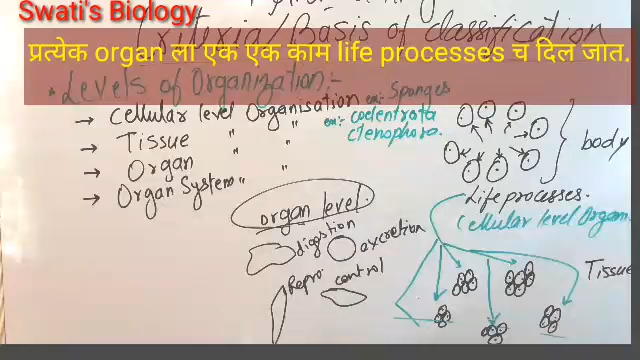 Swati's Biology
Criteria/Basis of classification
प्रत्येक organ ला एक एक काम life processes च दिल जात.
Levels of Organization:-
→ Cellular level Organisation ex:- Sponges
→ Tissue " " ex:- coelentrata
ctenophora.
→ Organ " "
→ Organ System " "
body
organ level
digestion
excretion
Repro
control
Life processes.
Cellular level Organ
Tissue